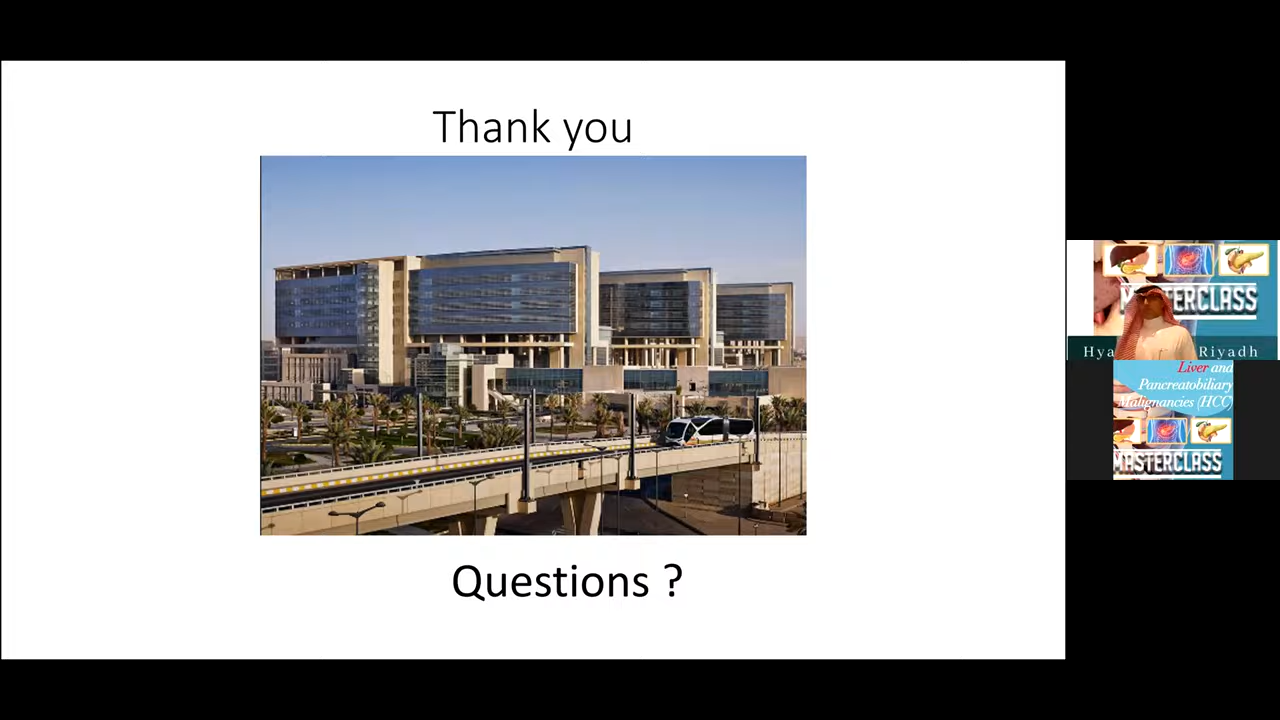 Thank you
Questions ?
MASTERCLASS
Hya
Riyadh
Liver and
Pancreatobiliary
Malignancies (HCC)
MASTERCLASS